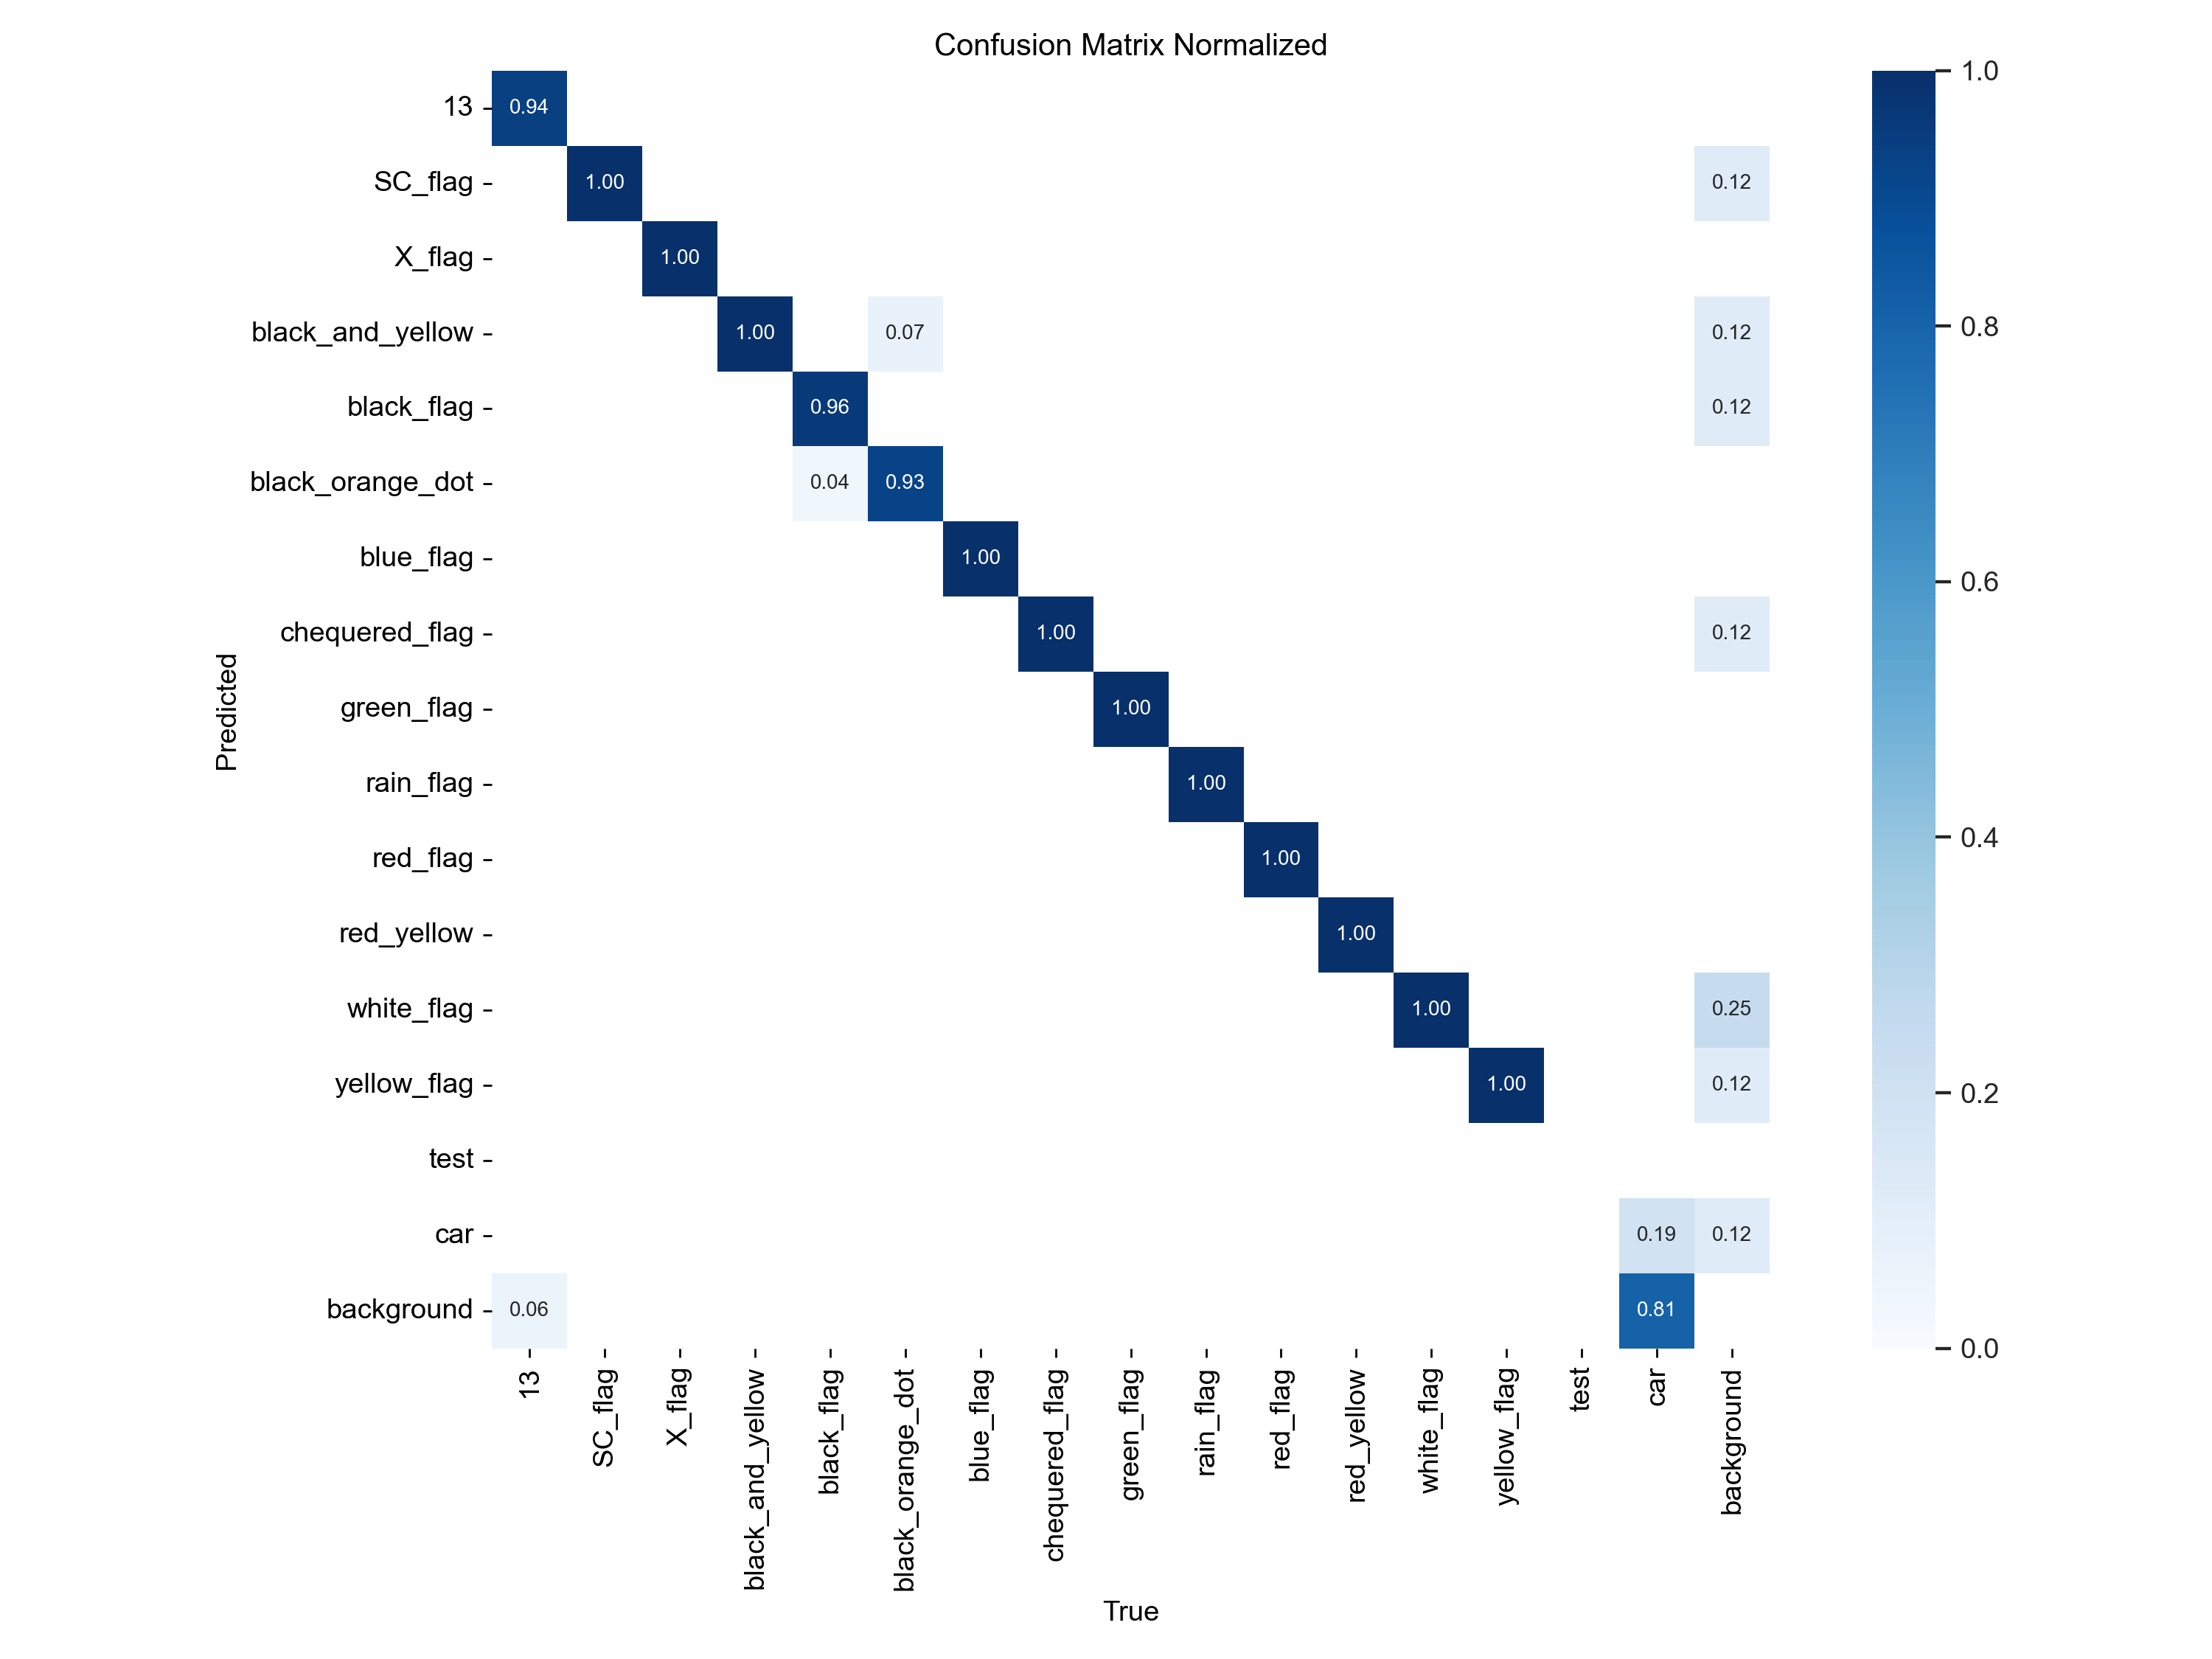 Confusion Matrix Normalized
13
0.94
1.0
SC_flag
1.00
0.12
X_flag
1.00
black_and_yellow
1.00
0.07
0.12
0.8
black_flag
0.96
0.12
black_orange_dot
0.04
0.93
blue_flag
1.00
0.6
chequered_flag
1.00
0.12
Predicted
green_flag
1.00
rain_flag
1.00
0.4
red_flag
1.00
red_yellow
1.00
white_flag
1.00
0.25
yellow_flag
1.00
0.12
0.2
test
car
0.19
0.12
background
0.06
0.81
0.0
13
SC_flag
X_flag
black_and_yellow
black_flag
black_orange_dot
blue_flag
chequered_flag
green_flag
rain_flag
red_flag
red_yellow
white_flag
yellow_flag
test
car
background
True